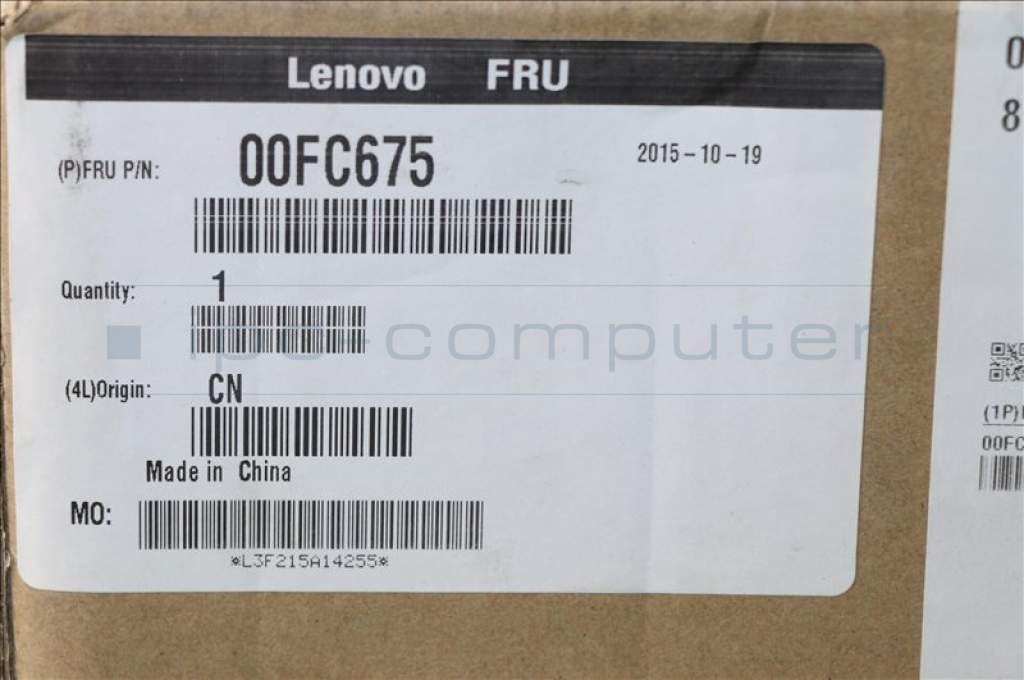 Lenovo FRU
(P)FRU P/N: 00FC675
2015-10-19
Quantity: 1
ipc-computer
(4L)Origin: CN
Made in China
MO:
*L3F215A14255*
0
8
(1P)
00FC